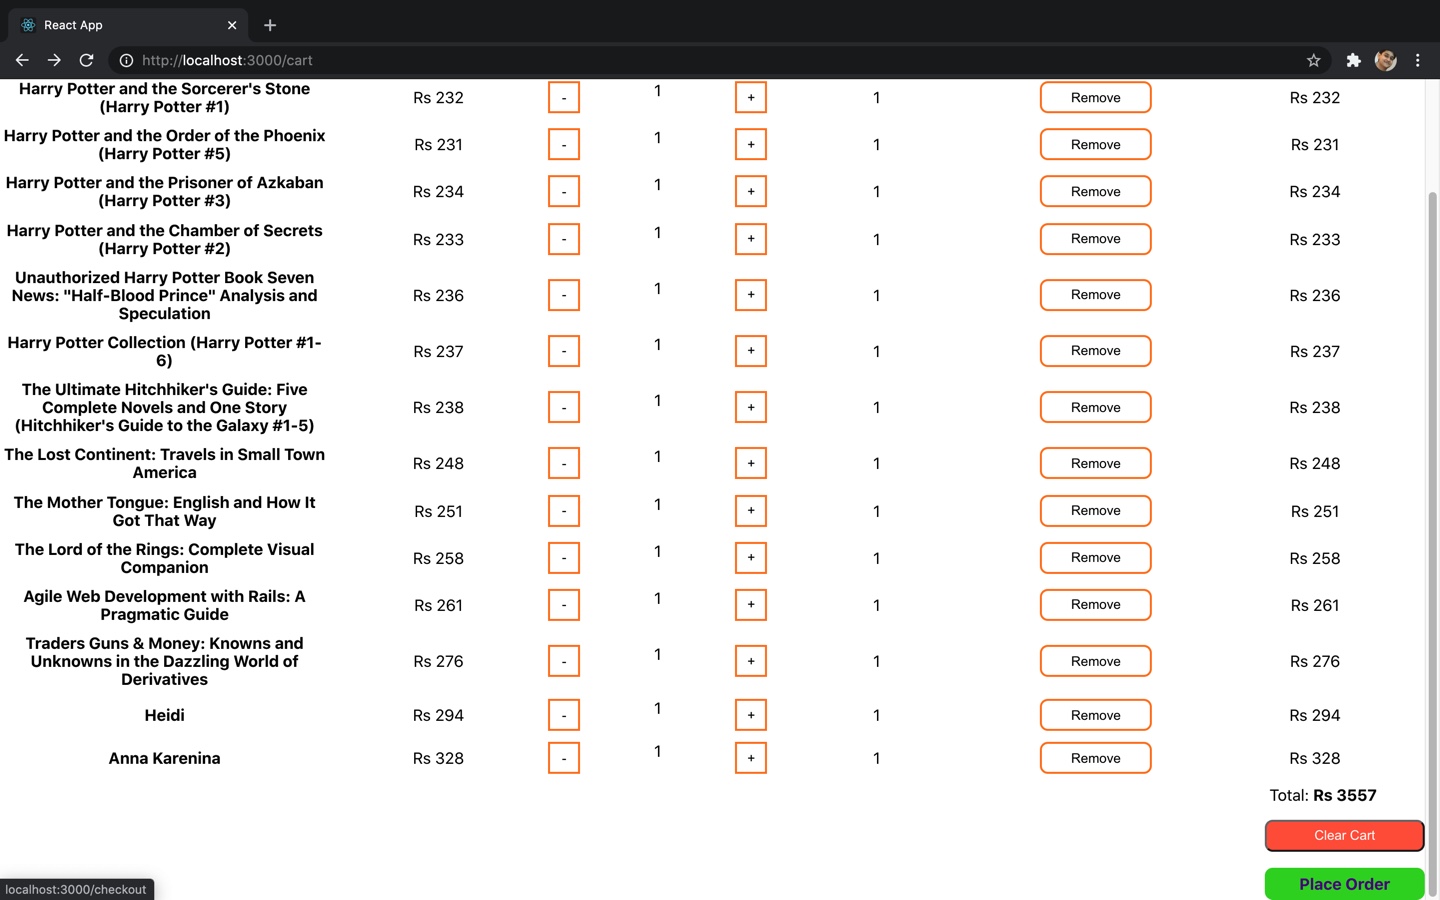 React App
http://localhost:3000/cart
Harry Potter and the Sorcerer's Stone
(Harry Potter #1)
Rs 232 - 1 + 1 Remove Rs 232
Harry Potter and the Order of the Phoenix
(Harry Potter #5)
Rs 231 - 1 + 1 Remove Rs 231
Harry Potter and the Prisoner of Azkaban
(Harry Potter #3)
Rs 234 - 1 + 1 Remove Rs 234
Harry Potter and the Chamber of Secrets
(Harry Potter #2)
Rs 233 - 1 + 1 Remove Rs 233
Unauthorized Harry Potter Book Seven
News: "Half-Blood Prince" Analysis and
Speculation
Rs 236 - 1 + 1 Remove Rs 236
Harry Potter Collection (Harry Potter #1-
6)
Rs 237 - 1 + 1 Remove Rs 237
The Ultimate Hitchhiker's Guide: Five
Complete Novels and One Story
(Hitchhiker's Guide to the Galaxy #1-5)
Rs 238 - 1 + 1 Remove Rs 238
The Lost Continent: Travels in Small Town
America
Rs 248 - 1 + 1 Remove Rs 248
The Mother Tongue: English and How It
Got That Way
Rs 251 - 1 + 1 Remove Rs 251
The Lord of the Rings: Complete Visual
Companion
Rs 258 - 1 + 1 Remove Rs 258
Agile Web Development with Rails: A
Pragmatic Guide
Rs 261 - 1 + 1 Remove Rs 261
Traders Guns & Money: Knowns and
Unknowns in the Dazzling World of
Derivatives
Rs 276 - 1 + 1 Remove Rs 276
Heidi Rs 294 - 1 + 1 Remove Rs 294
Anna Karenina Rs 328 - 1 + 1 Remove Rs 328
Total: Rs 3557
Clear Cart
Place Order
localhost:3000/checkout